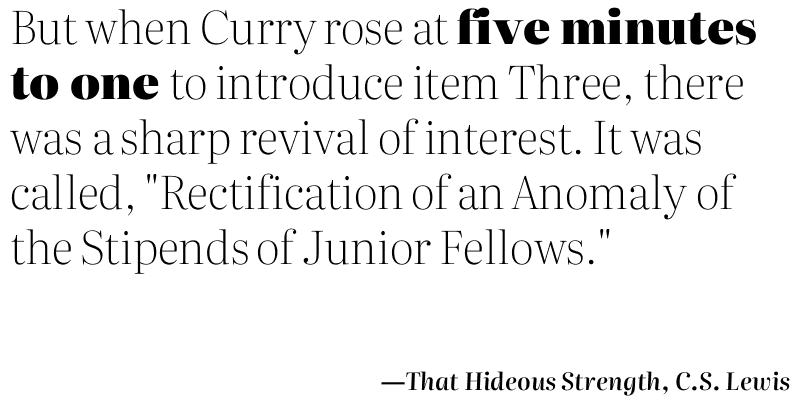 But when Curry rose at five minutes
to one to introduce item Three, there
was a sharp revival of interest. It was
called, "Rectification of an Anomaly of
the Stipends of Junior Fellows."
—That Hideous Strength, C.S. Lewis